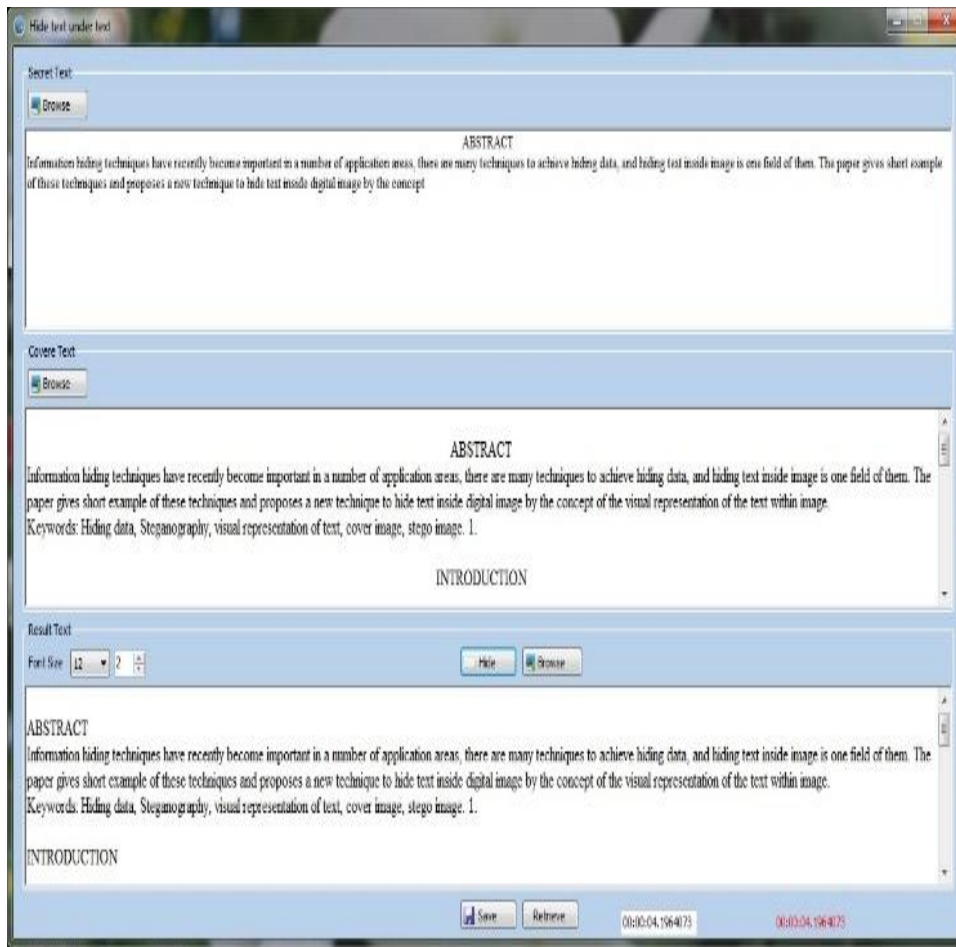 Hide text under text
Secret Text
Browse
ABSTRACT
Information hiding techniques have recently become important in a number of application areas, there are many techniques to achieve hiding data, and hiding text inside image is one field of them. The paper gives short example
of these techniques and proposes a new technique to hide text inside digital image by the concept
Covere Text
Browse
ABSTRACT
Information hiding techniques have recently become important in a number of application areas, there are many techniques to achieve hiding data, and hiding text inside image is one field of them. The
paper gives short example of these techniques and proposes a new technique to hide text inside digital image by the concept of the visual representation of the text within image.
Keywords: Hiding data, Steganography, visual representation of text, cover image, stego image. 1.
INTRODUCTION
Result Text
Font Size 12 2 Hide Browse
ABSTRACT
Information hiding techniques have recently become important in a number of application areas, there are many techniques to achieve hiding data, and hiding text inside image is one field of them. The
paper gives short example of these techniques and proposes a new technique to hide text inside digital image by the concept of the visual representation of the text within image.
Keywords: Hiding data, Steganography, visual representation of text, cover image, stego image. 1.
INTRODUCTION
Save Retrieve 00:00:04.1964073 00:00:04.1964073